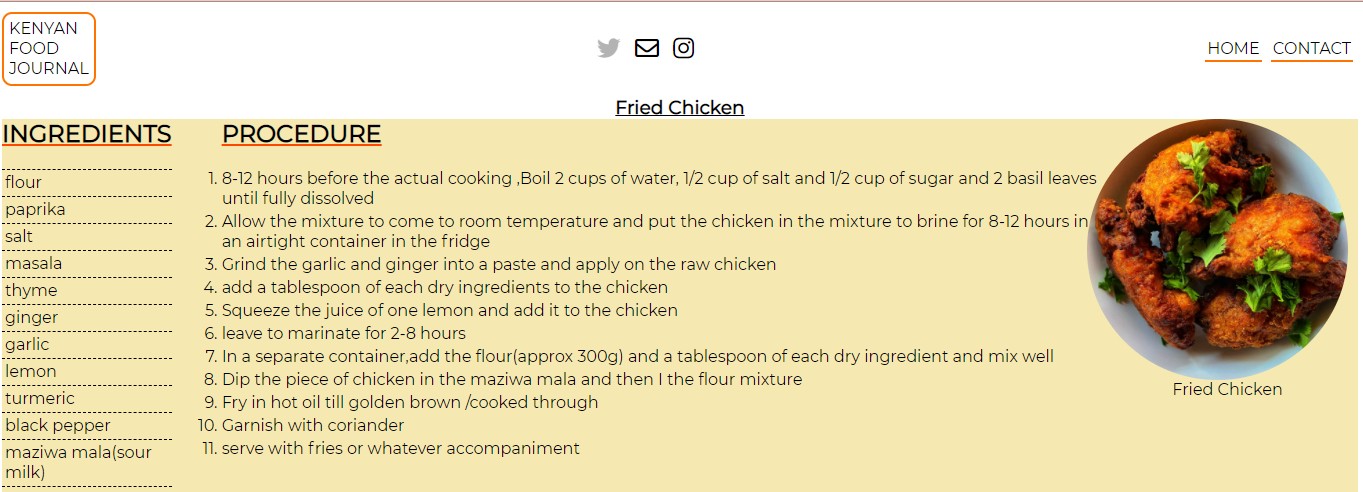 KENYAN
FOOD
JOURNAL
HOME
CONTACT
Fried Chicken
INGREDIENTS
flour
paprika
salt
masala
thyme
ginger
garlic
lemon
turmeric
black pepper
maziwa mala(sour
milk)
PROCEDURE
1. 8-12 hours before the actual cooking ,Boil 2 cups of water, 1/2 cup of salt and 1/2 cup of sugar and 2 basil leaves
until fully dissolved
2. Allow the mixture to come to room temperature and put the chicken in the mixture to brine for 8-12 hours in
an airtight container in the fridge
3. Grind the garlic and ginger into a paste and apply on the raw chicken
4. add a tablespoon of each dry ingredients to the chicken
5. Squeeze the juice of one lemon and add it to the chicken
6. leave to marinate for 2-8 hours
7. In a separate container,add the flour(approx 300g) and a tablespoon of each dry ingredient and mix well
8. Dip the piece of chicken in the maziwa mala and then I the flour mixture
9. Fry in hot oil till golden brown /cooked through
10. Garnish with coriander
11. serve with fries or whatever accompaniment
Fried Chicken